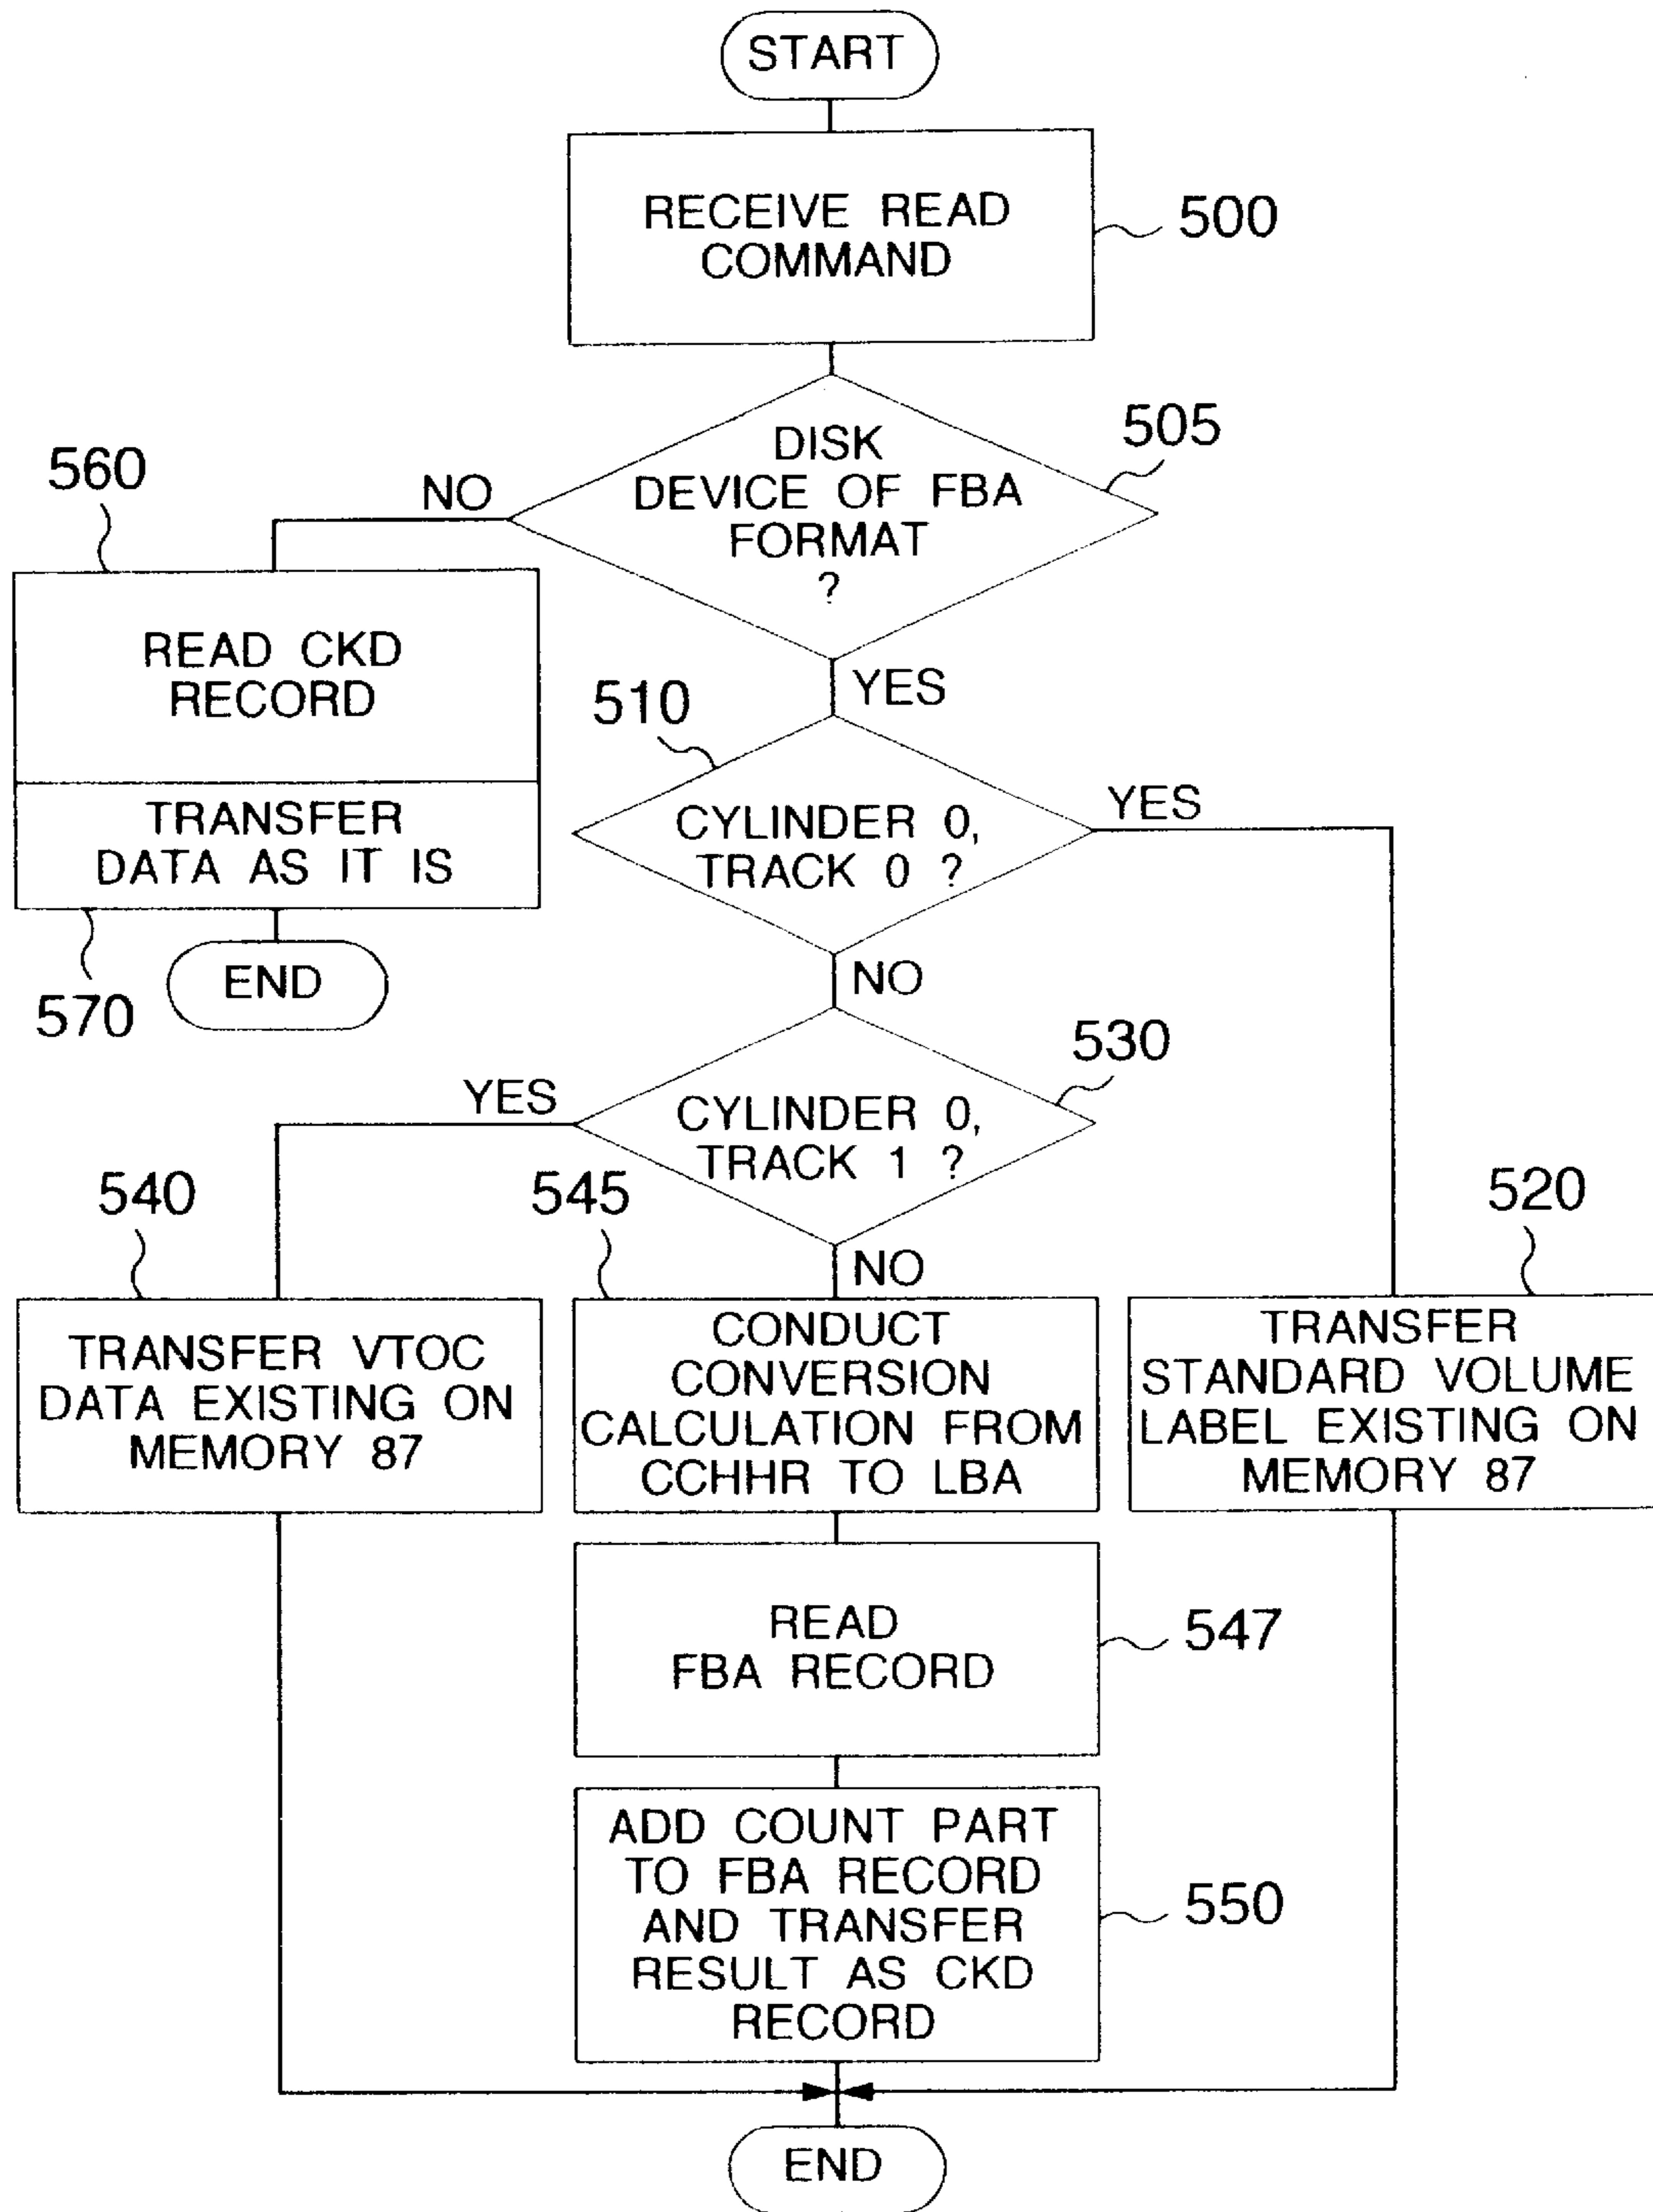 START
RECEIVE READ
COMMAND
500
DISK
DEVICE OF FBA
FORMAT
?
505
NO
560
READ CKD
RECORD
TRANSFER
DATA AS IT IS
570
END
YES
510
CYLINDER 0,
TRACK 0 ?
YES
NO
530
CYLINDER 0,
TRACK 1 ?
YES
NO
540
TRANSFER VTOC
DATA EXISTING ON
MEMORY 87
545
CONDUCT
CONVERSION
CALCULATION FROM
CCHHR TO LBA
520
TRANSFER
STANDARD VOLUME
LABEL EXISTING ON
MEMORY 87
READ
FBA RECORD
547
ADD COUNT PART
TO FBA RECORD
AND TRANSFER
RESULT AS CKD
RECORD
550
END